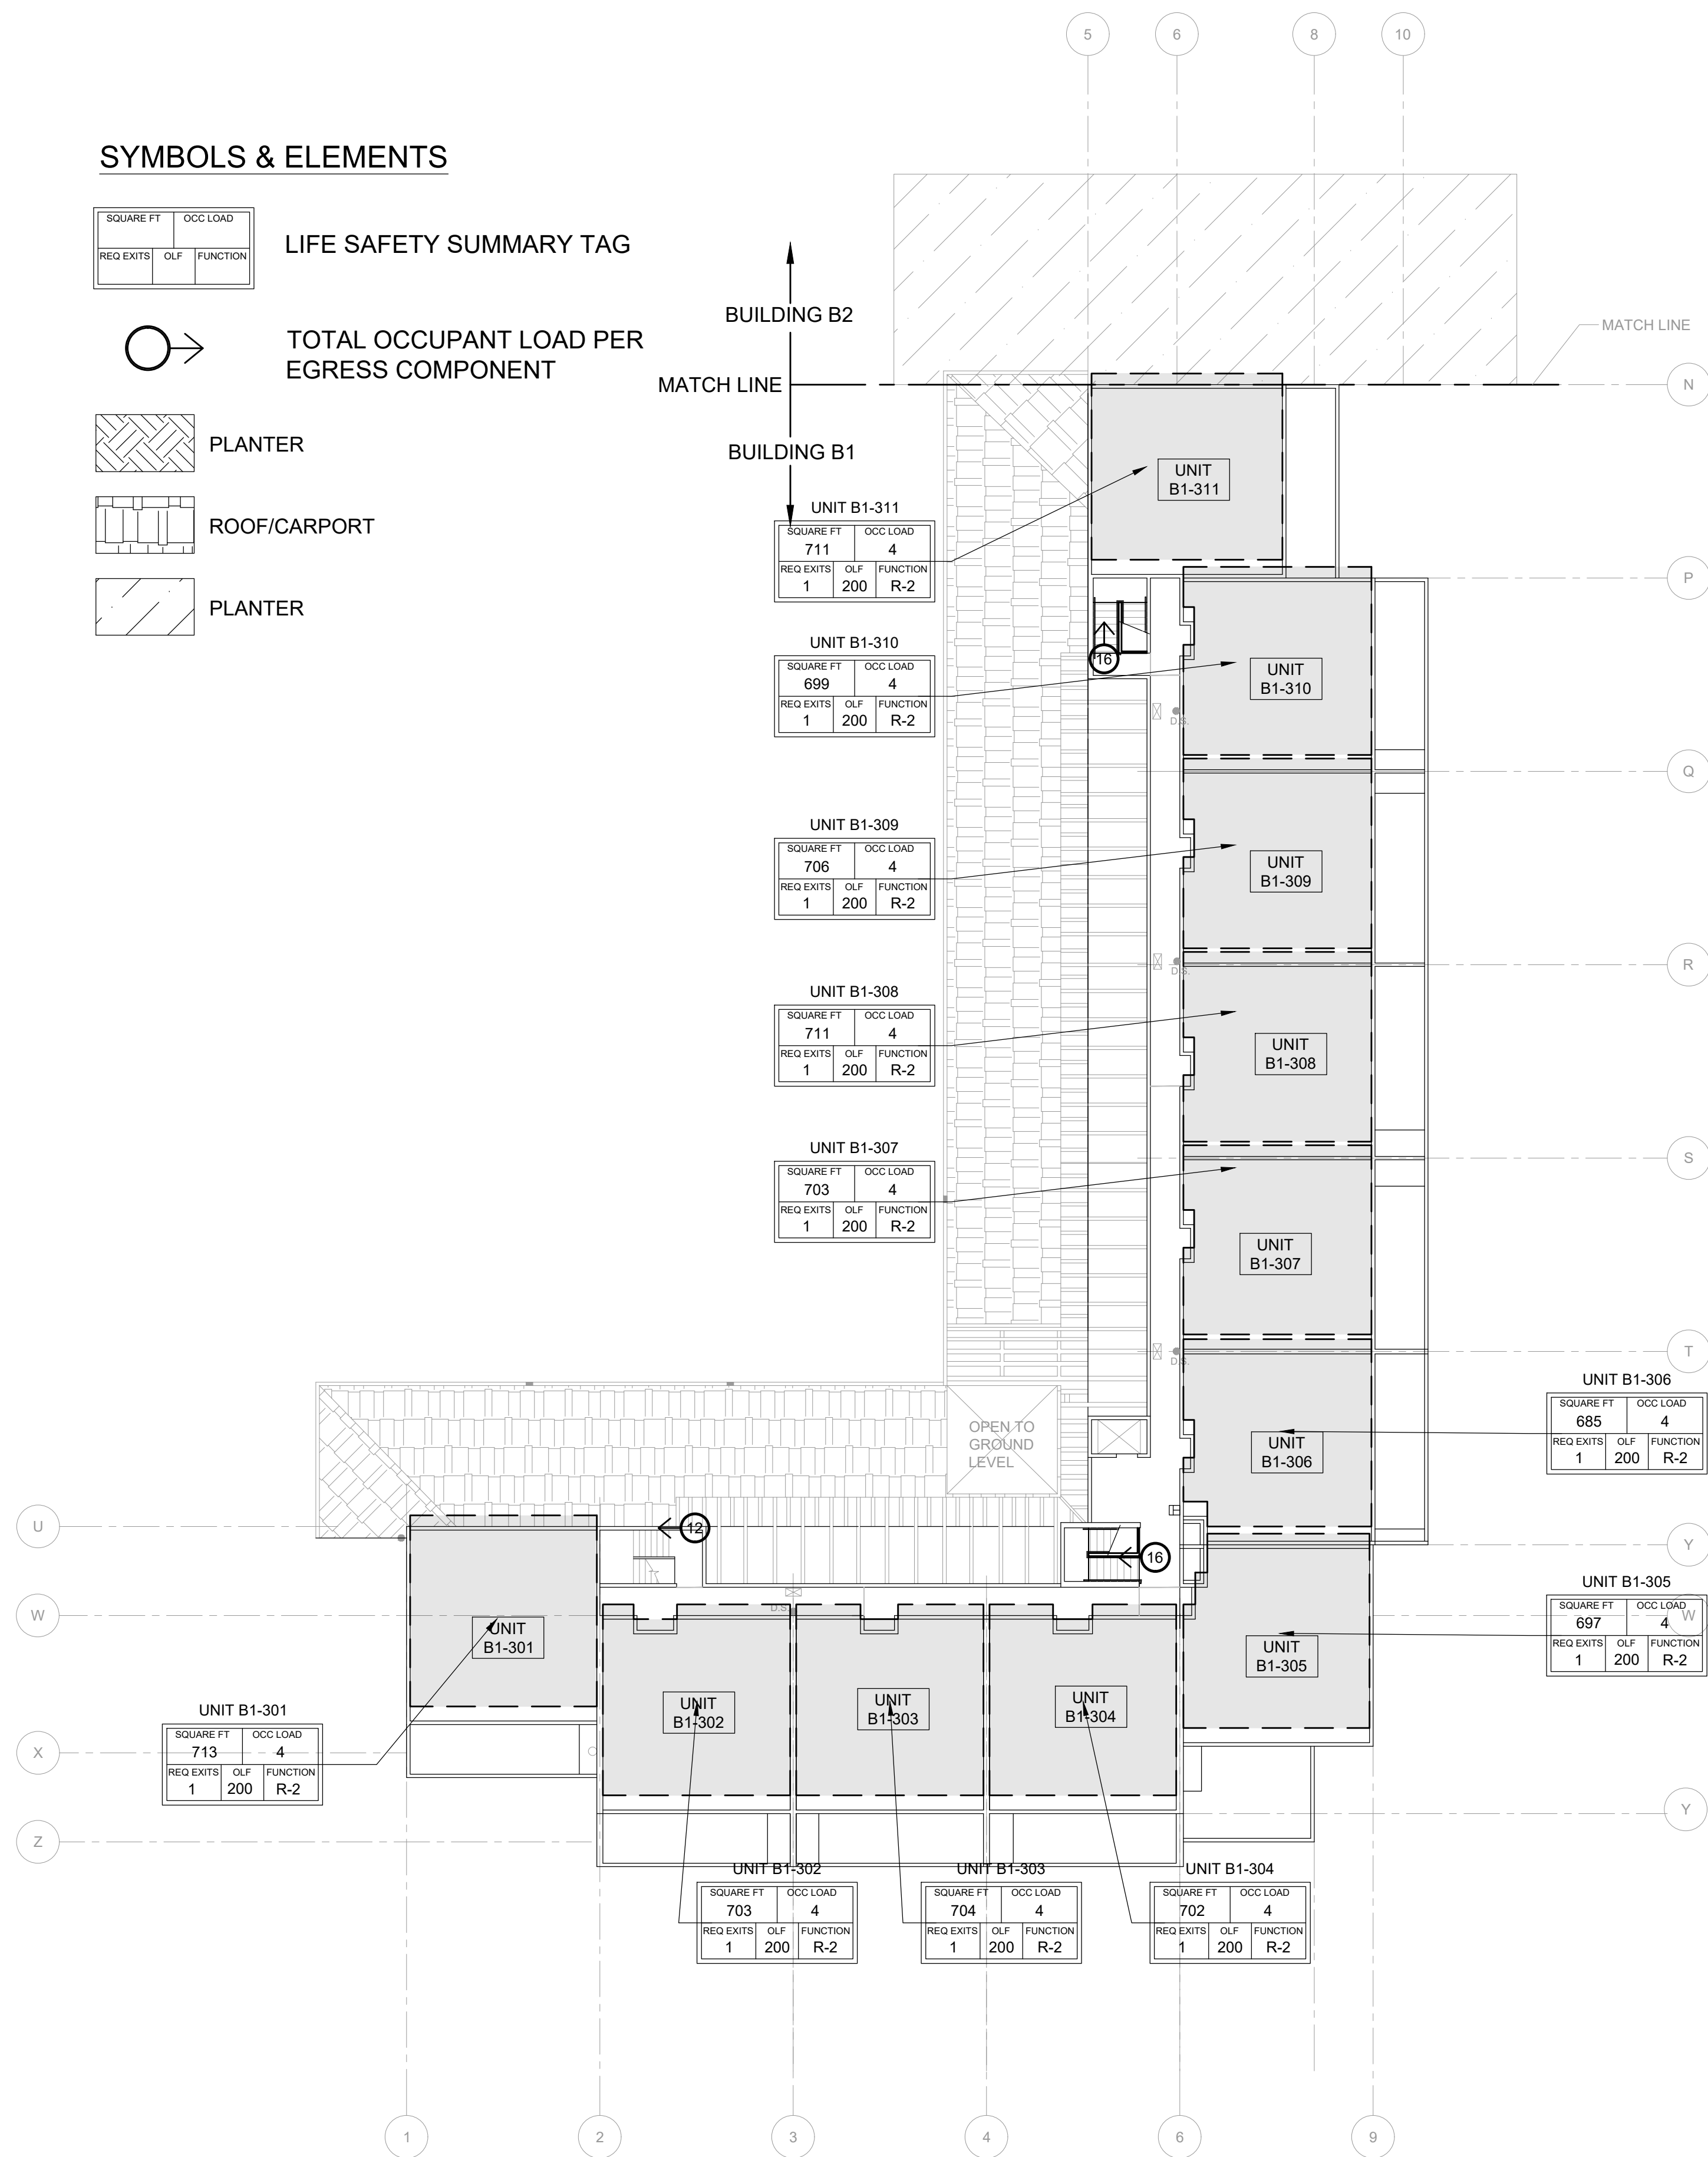 5 6 8 10
SYMBOLS & ELEMENTS
SQUARE FT OCC LOAD
REQ EXITS OLF FUNCTION
LIFE SAFETY SUMMARY TAG
TOTAL OCCUPANT LOAD PER
EGRESS COMPONENT
PLANTER
ROOF/CARPORT
PLANTER
BUILDING B2
MATCH LINE
BUILDING B1
MATCH LINE
N
UNIT B1-311
SQUARE FT OCC LOAD
711 4
REQ EXITS OLF FUNCTION
1 200 R-2
UNIT
B1-311
P
16
UNIT B1-310
SQUARE FT OCC LOAD
699 4
REQ EXITS OLF FUNCTION
1 200 R-2
UNIT
B1-310
D.S.
Q
UNIT B1-309
SQUARE FT OCC LOAD
706 4
REQ EXITS OLF FUNCTION
1 200 R-2
UNIT
B1-309
R
D.S.
UNIT B1-308
SQUARE FT OCC LOAD
711 4
REQ EXITS OLF FUNCTION
1 200 R-2
UNIT
B1-308
S
UNIT B1-307
SQUARE FT OCC LOAD
703 4
REQ EXITS OLF FUNCTION
1 200 R-2
UNIT
B1-307
T
D.S.
UNIT B1-306
SQUARE FT OCC LOAD
685 4
REQ EXITS OLF FUNCTION
1 200 R-2
UNIT
B1-306
OPEN TO
GROUND
LEVEL
U
12
16
Y
UNIT B1-305
SQUARE FT OCC LOAD
697 4
REQ EXITS OLF FUNCTION
1 200 R-2
W
W
D.S.
UNIT
B1-301
UNIT
B1-302
UNIT
B1-303
UNIT
B1-304
UNIT
B1-305
UNIT B1-301
SQUARE FT OCC LOAD
713 4
REQ EXITS OLF FUNCTION
1 200 R-2
X
Y
Z
UNIT B1-302
SQUARE FT OCC LOAD
703 4
REQ EXITS OLF FUNCTION
1 200 R-2
UNIT B1-303
SQUARE FT OCC LOAD
704 4
REQ EXITS OLF FUNCTION
1 200 R-2
UNIT B1-304
SQUARE FT OCC LOAD
702 4
REQ EXITS OLF FUNCTION
1 200 R-2
1 2 3 4 6 9